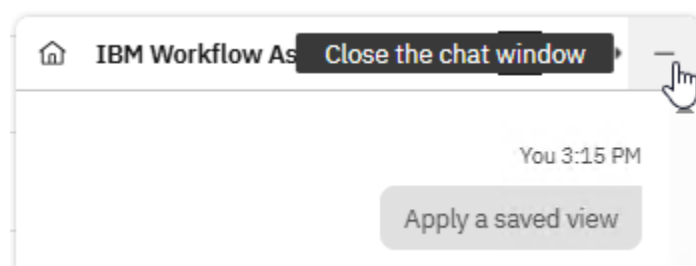 IBM Workflow As
Close the chat window
You 3:15 PM
Apply a saved view